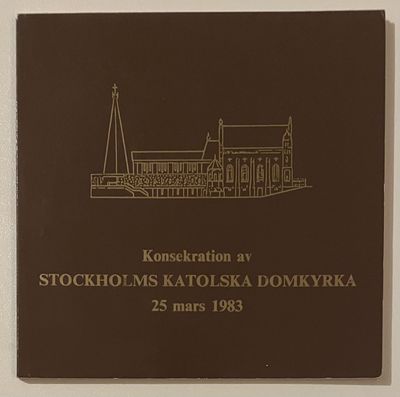 Konsekration av
STOCKHOLMS KATOLSKA DOMKYRKA
25 mars 1983